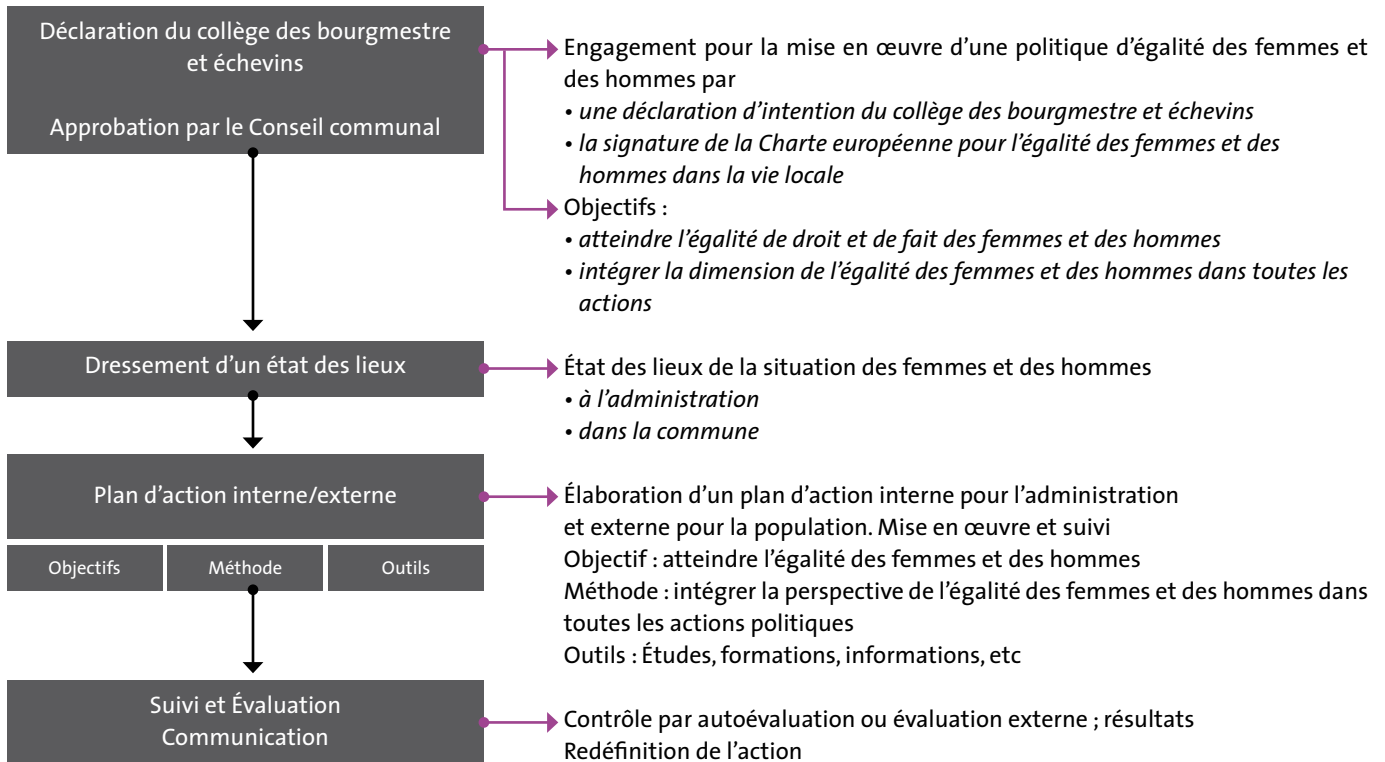 Déclaration du collège des bourgmestre
et échevins
Approbation par le Conseil communal
Engagement pour la mise en œuvre d’une politique d’égalité des femmes et
des hommes par
• une déclaration d’intention du collège des bourgmestre et échevins
• la signature de la Charte européenne pour l’égalité des femmes et des
hommes dans la vie locale
Objectifs :
• atteindre l’égalité de droit et de fait des femmes et des hommes
• intégrer la dimension de l’égalité des femmes et des hommes dans toutes les
actions
Dressement d’un état des lieux
État des lieux de la situation des femmes et des hommes
• à l’administration
• dans la commune
Plan d’action interne/externe
Objectifs
Méthode
Outils
Élaboration d’un plan d’action interne pour l’administration
et externe pour la population. Mise en œuvre et suivi
Objectif : atteindre l’égalité des femmes et des hommes
Méthode : intégrer la perspective de l’égalité des femmes et des hommes dans
toutes les actions politiques
Outils : Études, formations, informations, etc
Suivi et Évaluation
Communication
Contrôle par autoévaluation ou évaluation externe ; résultats
Redéfinition de l’action